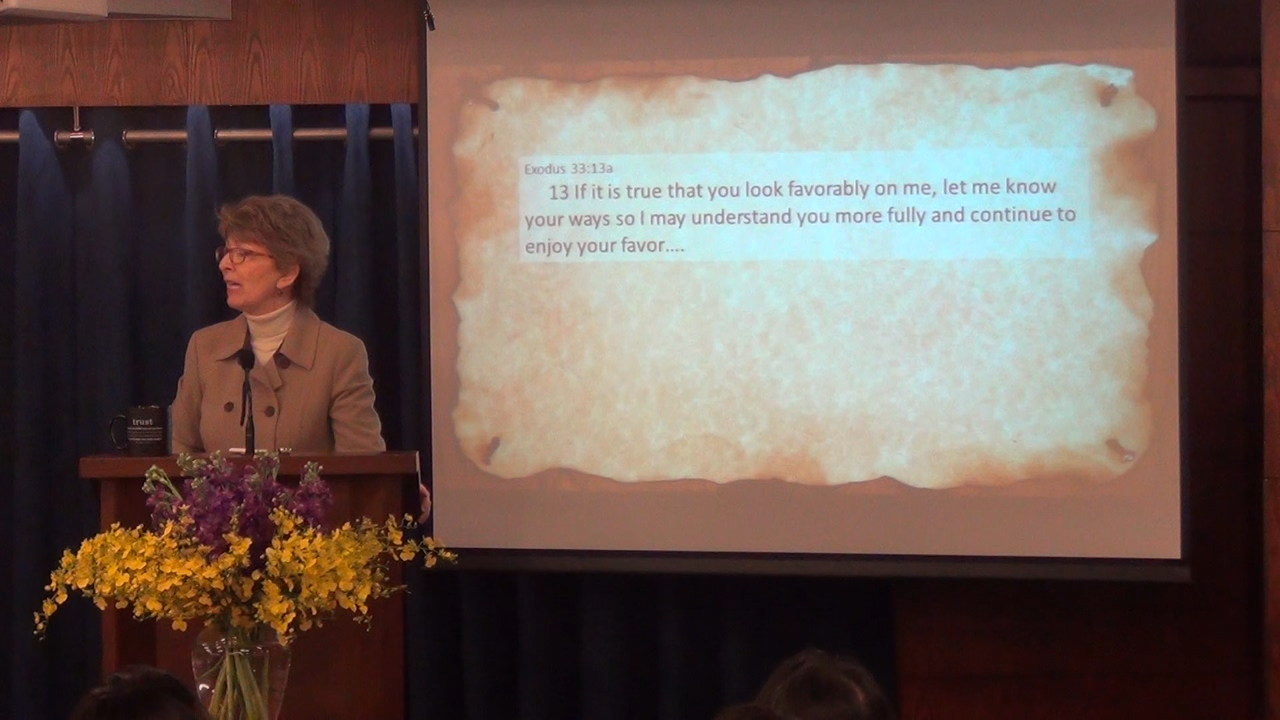 trust
Exodus 33:13a
13 If it is true that you look favorably on me, let me know
your ways so I may understand you more fully and continue to
enjoy your favor....